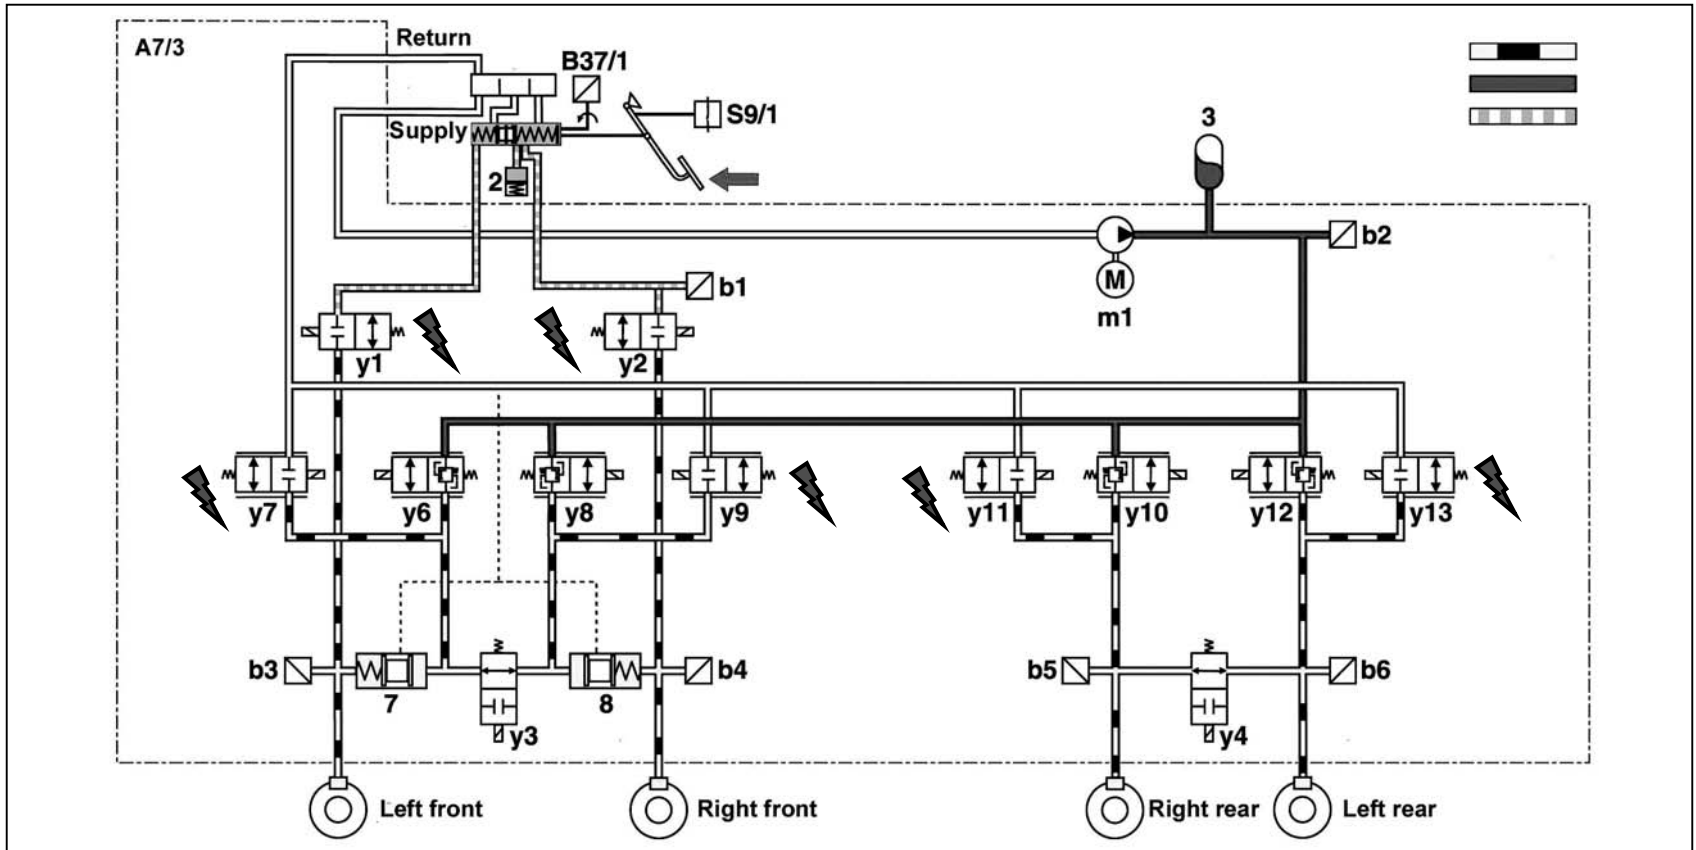 Return
A7/3
B37/1
S9/1
3
Supply
2
b2
M
b1
m1
y1
y2
y7
y6
y8
y9
y11
y10
y12
y13
b3
b4
b5
b6
7
8
y3
y4
Left front
Right front
Right rear
Left rear